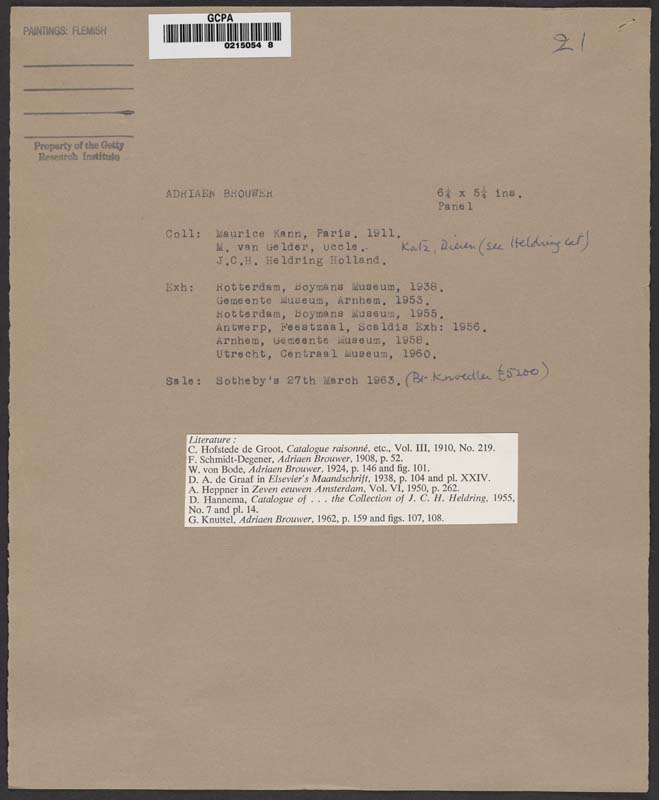 PAINTINGS: FLEMISH
GCPA
0215054 8
21
Property of the Getty
Research Institute
ADRIAEN BROUWER 6¼ x 5¼ ins.
Panel
Coll: Maurice Kann, Paris. 1911.
M. van Gelder, Uccle. Katz, Dieren (see Heldring cat)
J.C.H. Heldring Holland.
Exh: Rotterdam, Boymans Museum, 1938.
Gemeente Museum, Arnhem. 1953.
Rotterdam, Boymans Museum, 1955.
Antwerp, Feestzaal, Scaldis Exh: 1956.
Arnhem, Gemeente Museum, 1958.
Utrecht, Centraal Museum, 1960.
Sale: Sotheby's 27th March 1963. (Br. Knoedler £5200)
Literature:
C. Hofstede de Groot, Catalogue raisonné, etc., Vol. III, 1910, No. 219.
F. Schmidt-Degener, Adriaen Brouwer, 1908, p. 52.
W. von Bode, Adriaen Brouwer, 1924, p. 146 and fig. 101.
D. A. de Graaf in Elsevier's Maandschrift, 1938, p. 104 and pl. XXIV.
A. Heppner in Zeven eeuwen Amsterdam, Vol. VI, 1950, p. 262.
D. Hannema, Catalogue of . . . the Collection of J. C. H. Heldring, 1955,
No. 7 and pl. 14.
G. Knuttel, Adriaen Brouwer, 1962, p. 159 and figs. 107, 108.